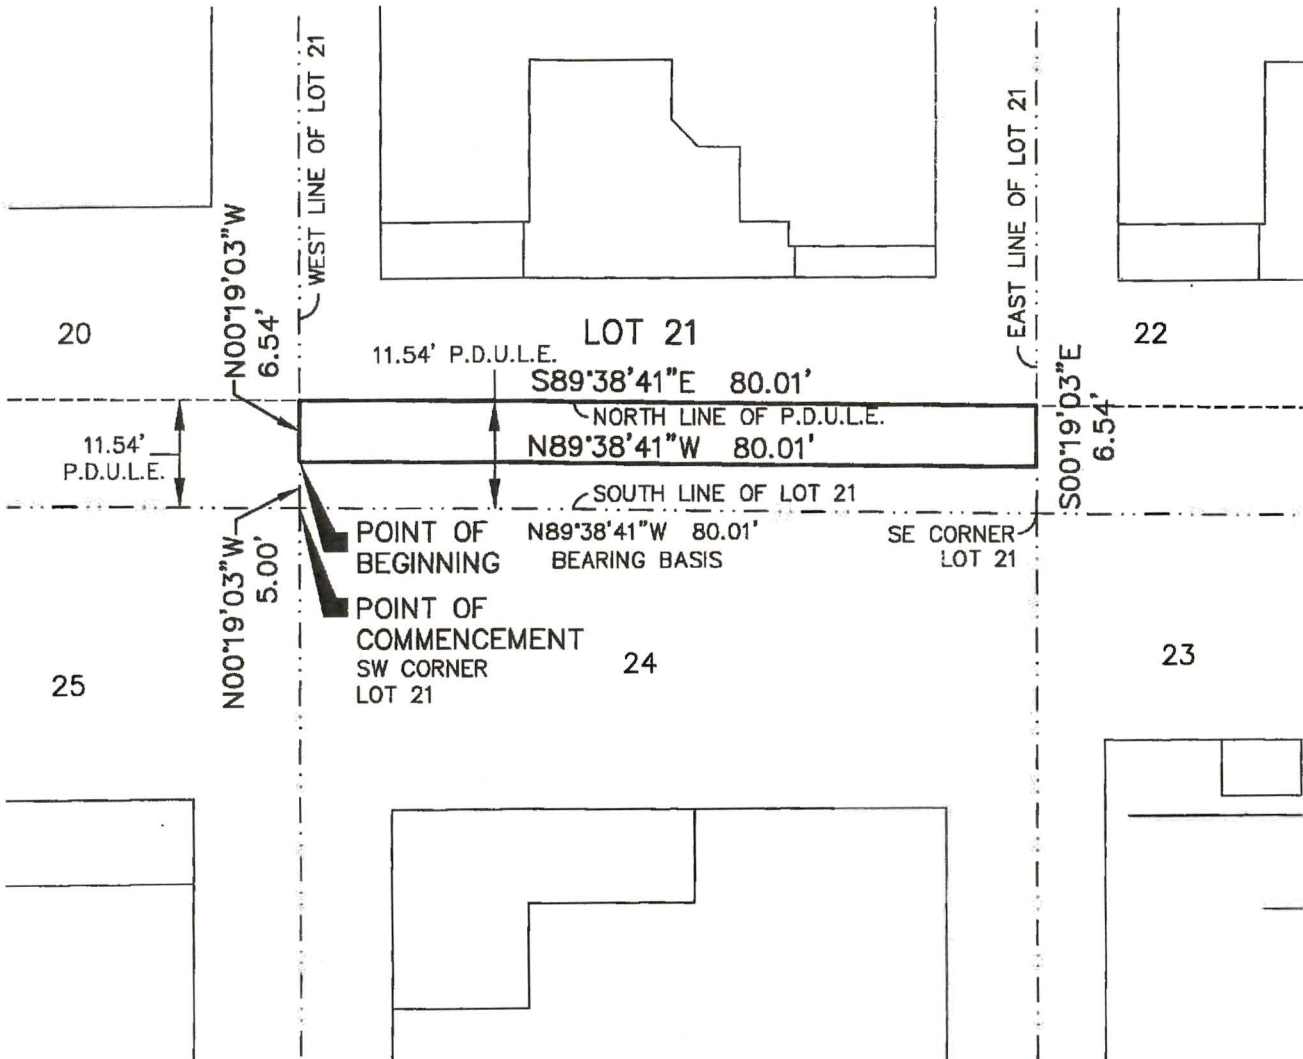 WEST LINE OF LOT 21
EAST LINE OF LOT 21
N00°19'03"W
6.54'
20
LOT 21
22
11.54' P.D.U.L.E.
S89°38'41"E 80.01'
NORTH LINE OF P.D.U.L.E.
N89°38'41"W 80.01'
S00°19'03"E
6.54'
11.54'
P.D.U.L.E.
SOUTH LINE OF LOT 21
N89°38'41"W 80.01'
BEARING BASIS
SE CORNER
LOT 21
POINT OF
BEGINNING
N00°19'03"W
5.00'
POINT OF
COMMENCEMENT
SW CORNER
LOT 21
25
24
23